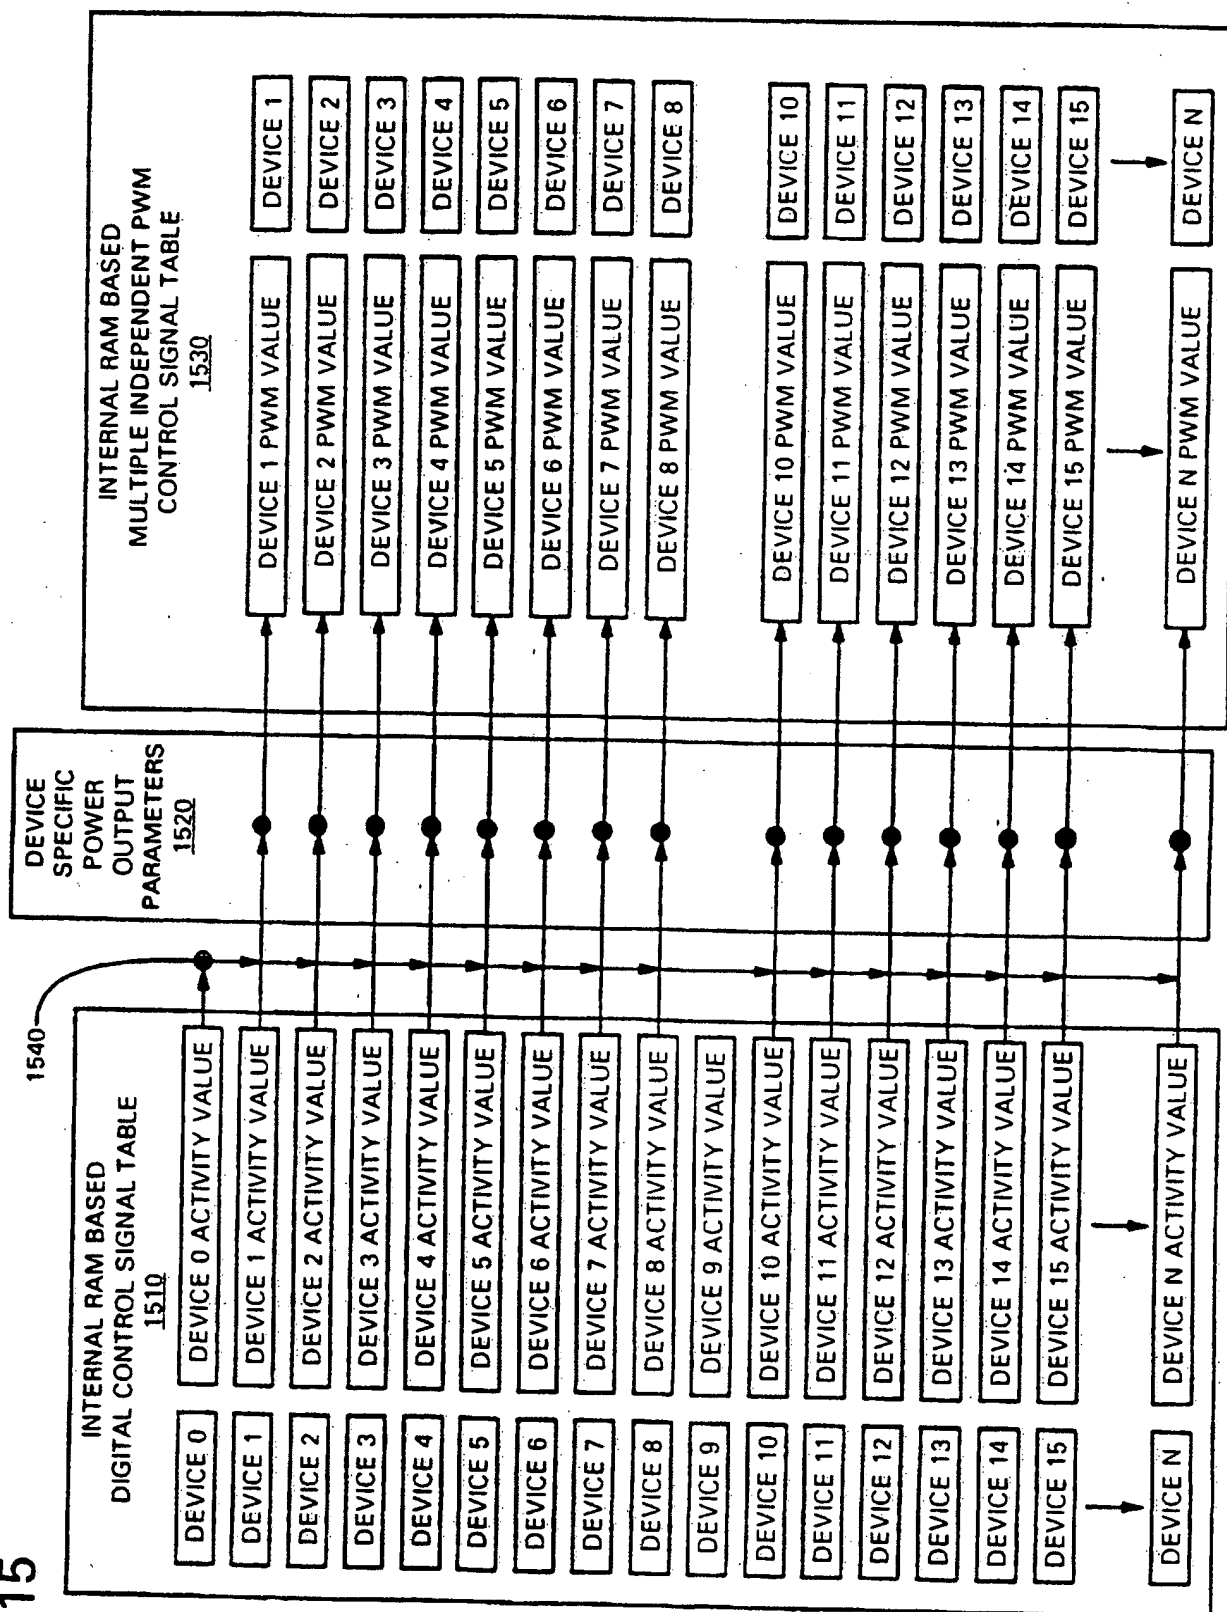 15
INTERNAL RAM BASED
DIGITAL CONTROL SIGNAL TABLE
1510
DEVICE 0 DEVICE 0 ACTIVITY VALUE
DEVICE 1 DEVICE 1 ACTIVITY VALUE
DEVICE 2 DEVICE 2 ACTIVITY VALUE
DEVICE 3 DEVICE 3 ACTIVITY VALUE
DEVICE 4 DEVICE 4 ACTIVITY VALUE
DEVICE 5 DEVICE 5 ACTIVITY VALUE
DEVICE 6 DEVICE 6 ACTIVITY VALUE
DEVICE 7 DEVICE 7 ACTIVITY VALUE
DEVICE 8 DEVICE 8 ACTIVITY VALUE
DEVICE 9 DEVICE 9 ACTIVITY VALUE
DEVICE 10 DEVICE 10 ACTIVITY VALUE
DEVICE 11 DEVICE 11 ACTIVITY VALUE
DEVICE 12 DEVICE 12 ACTIVITY VALUE
DEVICE 13 DEVICE 13 ACTIVITY VALUE
DEVICE 14 DEVICE 14 ACTIVITY VALUE
DEVICE 15 DEVICE 15 ACTIVITY VALUE
DEVICE N DEVICE N ACTIVITY VALUE
1540
DEVICE
SPECIFIC
POWER
OUTPUT
PARAMETERS
1520
INTERNAL RAM BASED
MULTIPLE INDEPENDENT PWM
CONTROL SIGNAL TABLE
1530
DEVICE 1 PWM VALUE DEVICE 1
DEVICE 2 PWM VALUE DEVICE 2
DEVICE 3 PWM VALUE DEVICE 3
DEVICE 4 PWM VALUE DEVICE 4
DEVICE 5 PWM VALUE DEVICE 5
DEVICE 6 PWM VALUE DEVICE 6
DEVICE 7 PWM VALUE DEVICE 7
DEVICE 8 PWM VALUE DEVICE 8
DEVICE 10 PWM VALUE DEVICE 10
DEVICE 11 PWM VALUE DEVICE 11
DEVICE 12 PWM VALUE DEVICE 12
DEVICE 13 PWM VALUE DEVICE 13
DEVICE 14 PWM VALUE DEVICE 14
DEVICE 15 PWM VALUE DEVICE 15
DEVICE N PWM VALUE DEVICE N